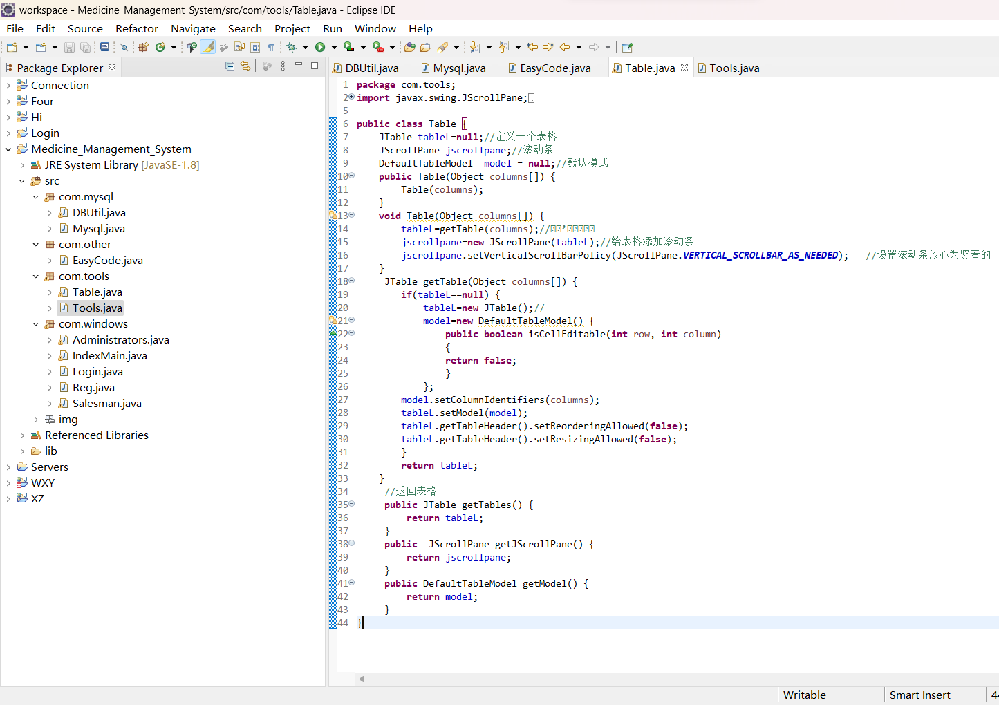 workspace - Medicine_Management_System/src/com/tools/Table.java - Eclipse IDE
File Edit Source Refactor Navigate Search Project Run Window Help
Package Explorer
Connection
Four
Hi
Login
Medicine_Management_System
JRE System Library [JavaSE-1.8]
src
com.mysql
DBUtil.java
Mysql.java
com.other
EasyCode.java
com.tools
Table.java
Tools.java
com.windows
Administrators.java
IndexMain.java
Login.java
Reg.java
Salesman.java
img
Referenced Libraries
lib
Servers
WXY
XZ
DBUtil.java Mysql.java EasyCode.java Table.java Tools.java
1 package com.tools;
2 import javax.swing.JScrollPane;
5
6 public class Table {
7 JTable tableL=null;//定义一个表格
8 JScrollPane jscrollpane;//滚动条
9 DefaultTableModel model = null;//默认模式
10 public Table(Object columns[]) {
11 Table(columns);
12 }
13 void Table(Object columns[]) {
14 tableL=getTable(columns);//
15 jscrollpane=new JScrollPane(tableL);//给表格添加滚动条
16 jscrollpane.setVerticalScrollBarPolicy(JScrollPane.VERTICAL_SCROLLBAR_AS_NEEDED); //设置滚动条放心为竖着的
17 }
18 JTable getTable(Object columns[]) {
19 if(tableL==null) {
20 tableL=new JTable();//
21 model=new DefaultTableModel() {
22 public boolean isCellEditable(int row, int column)
23 {
24 return false;
25 }
26 };
27 model.setColumnIdentifiers(columns);
28 tableL.setModel(model);
29 tableL.getTableHeader().setReorderingAllowed(false);
30 tableL.getTableHeader().setResizingAllowed(false);
31 }
32 return tableL;
33 }
34 //返回表格
35 public JTable getTables() {
36 return tableL;
37 }
38 public JScrollPane getJScrollPane() {
39 return jscrollpane;
40 }
41 public DefaultTableModel getModel() {
42 return model;
43 }
44 }
Writable Smart Insert